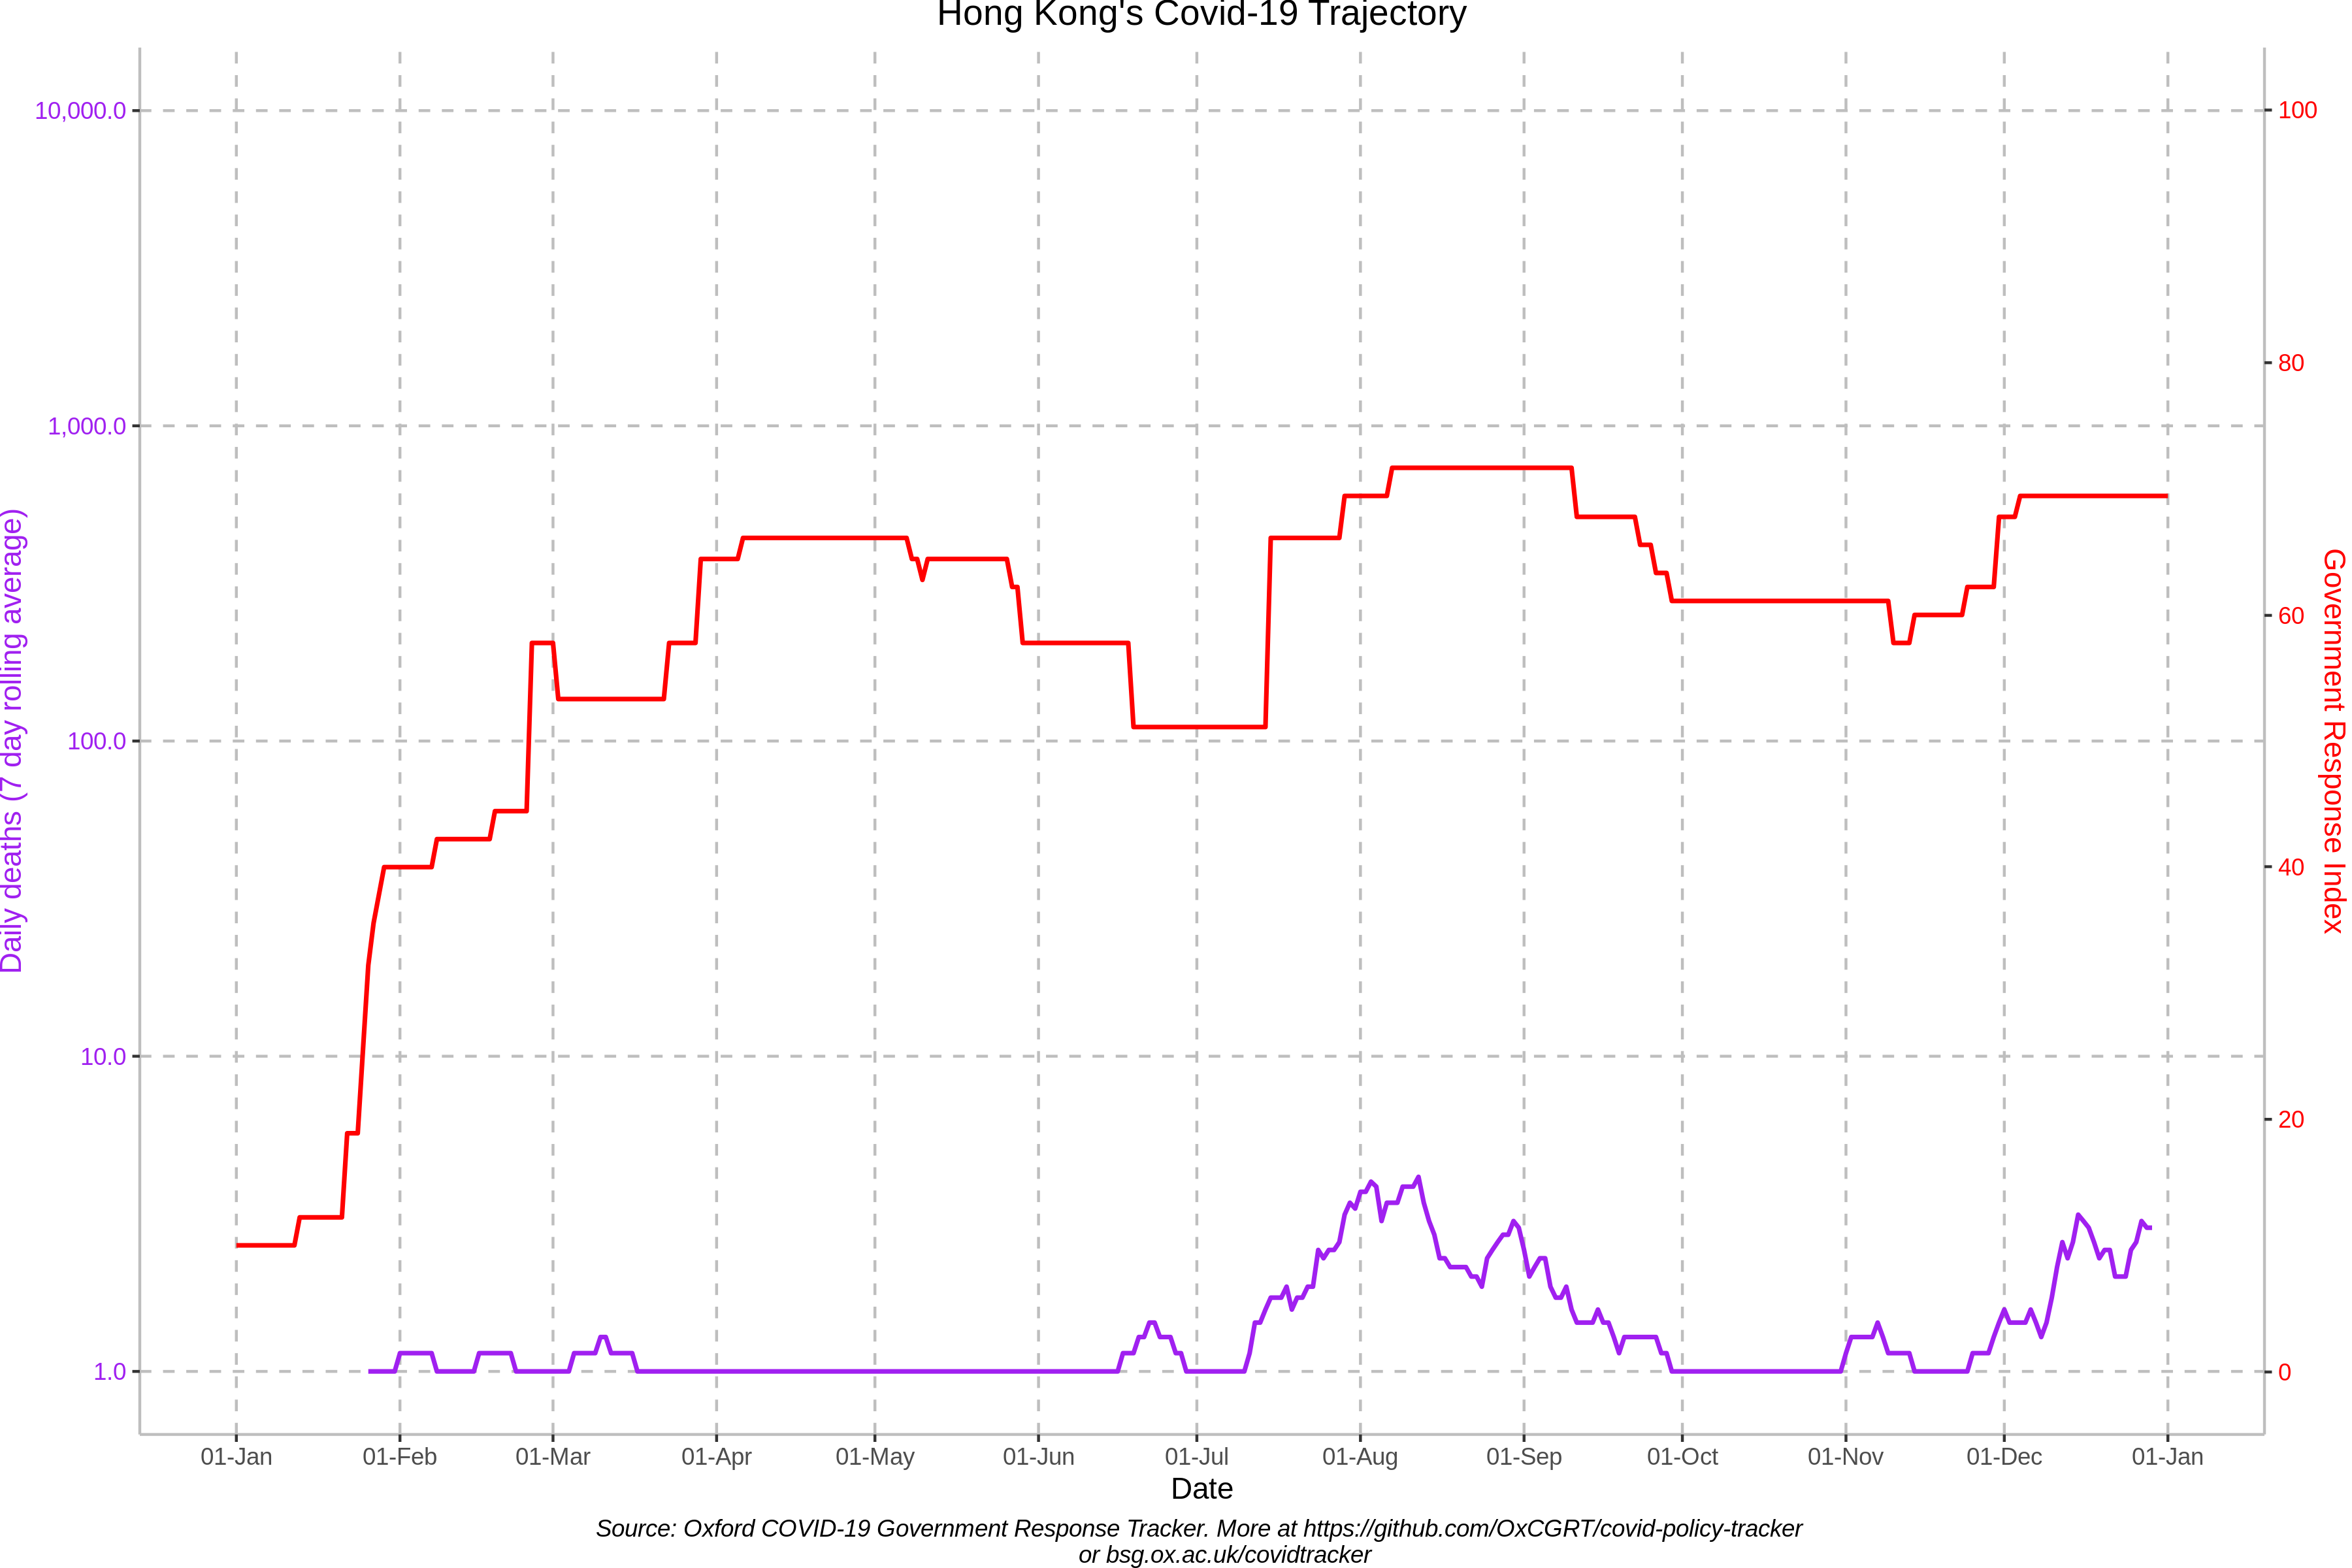 Hong Kong's Covid-19 Trajectory
10,000.0
1,000.0
100.0
10.0
1.0
Daily deaths (7 day rolling average)
100
80
60
40
20
0
Government Response Index
01-Jan 01-Feb 01-Mar 01-Apr 01-May 01-Jun 01-Jul 01-Aug 01-Sep 01-Oct 01-Nov 01-Dec 01-Jan
Date
Source: Oxford COVID-19 Government Response Tracker. More at https://github.com/OxCGRT/covid-policy-tracker
or bsg.ox.ac.uk/covidtracker